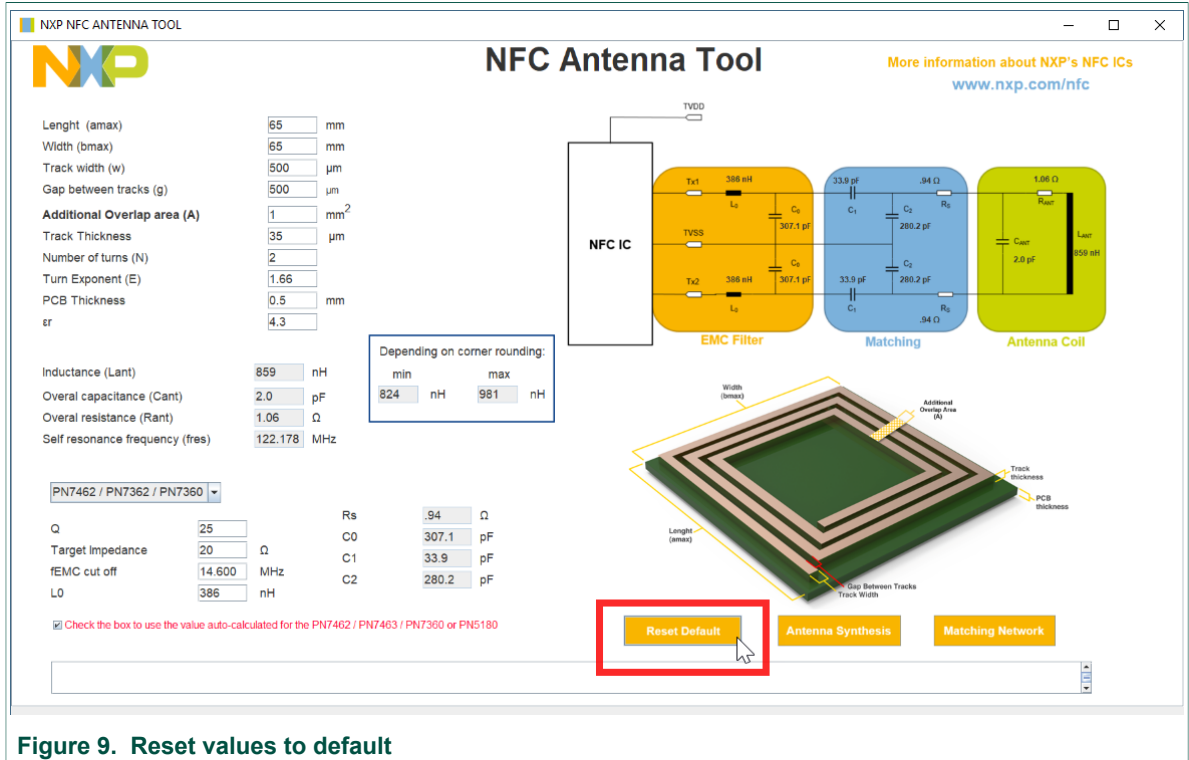 NXP NFC ANTENNA TOOL
NXP
NFC Antenna Tool
More information about NXP's NFC ICs
www.nxp.com/nfc
Lenght (amax) 65 mm
Width (bmax) 65 mm
Track width (w) 500 µm
Gap between tracks (g) 500 µm
Additional Overlap area (A) 1 mm2
Track Thickness 35 µm
Number of turns (N) 2
Turn Exponent (E) 1.66
PCB Thickness 0.5 mm
εr 4.3
Inductance (Lant) 859 nH
Overal capacitance (Cant) 2.0 pF
Overal resistance (Rant) 1.06 Ω
Self resonance frequency (fres) 122.178 MHz
Depending on corner rounding:
min max
824 nH 981 nH
TVDD
NFC IC
Tx1 386 nH 33.9 pF .94 Ω 1.06 Ω
L0 C0 C1 C2 RS RANT
307.1 pF 280.2 pF
TVSS
CANT LANT
2.0 pF 859 nH
C0 C2
Tx2 386 nH 307.1 pF 33.9 pF 280.2 pF
L0 C1 RS
.94 Ω
EMC Filter Matching Antenna Coil
Width
(bmax)
Additional
Overlap Area
(A)
Track
thickness
PCB
thickness
Lenght
(amax)
Gap Between Tracks
Track Width
PN7462 / PN7362 / PN7360
Q 25
Target Impedance 20 Ω
fEMC cut off 14.600 MHz
L0 386 nH
Rs .94 Ω
C0 307.1 pF
C1 33.9 pF
C2 280.2 pF
Check the box to use the value auto-calculated for the PN7462 / PN7463 / PN7360 or PN5180
Reset Default Antenna Synthesis Matching Network
Figure 9. Reset values to default